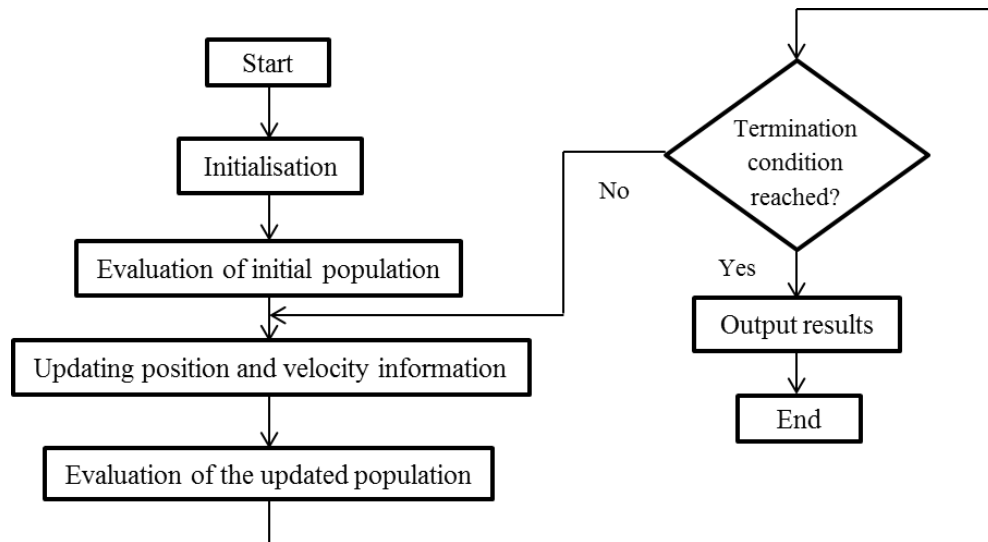 Start
Initialisation
Evaluation of initial population
Updating position and velocity information
Evaluation of the updated population
Termination
condition
reached?
No
Yes
Output results
End